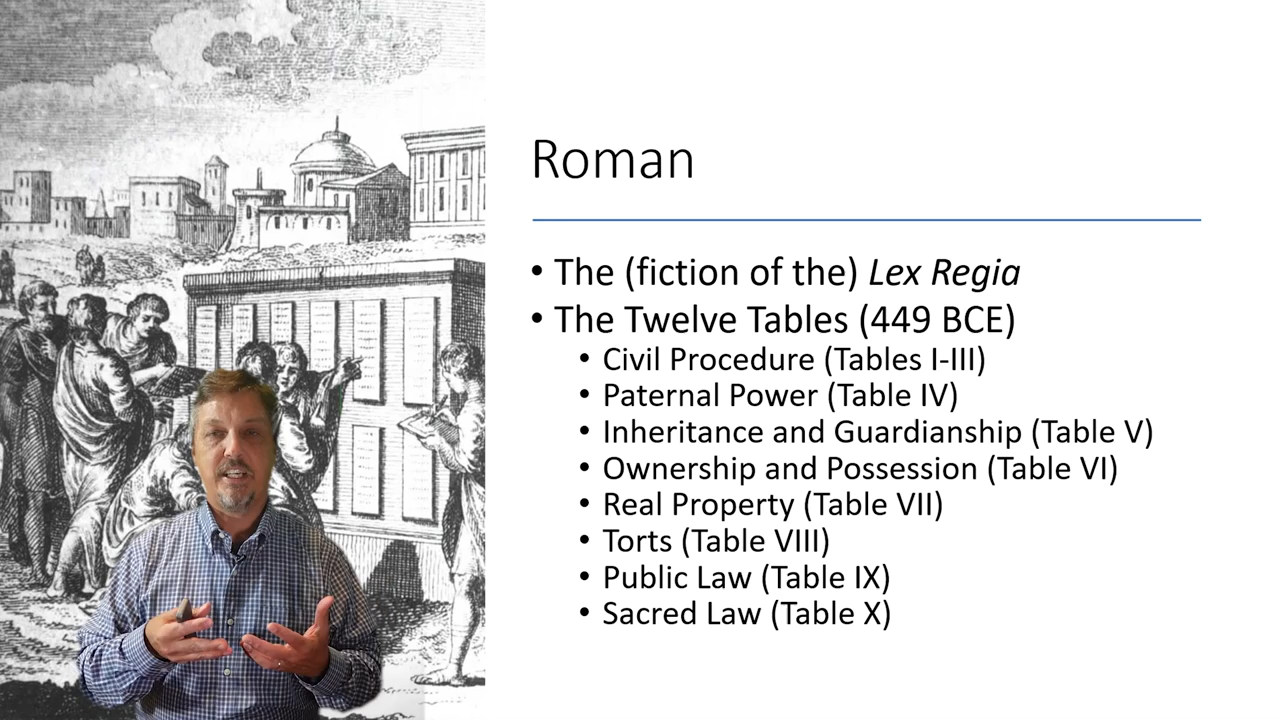 Roman
• The (fiction of the) Lex Regia
• The Twelve Tables (449 BCE)
• Civil Procedure (Tables I-III)
• Paternal Power (Table IV)
• Inheritance and Guardianship (Table V)
• Ownership and Possession (Table VI)
• Real Property (Table VII)
• Torts (Table VIII)
• Public Law (Table IX)
• Sacred Law (Table X)